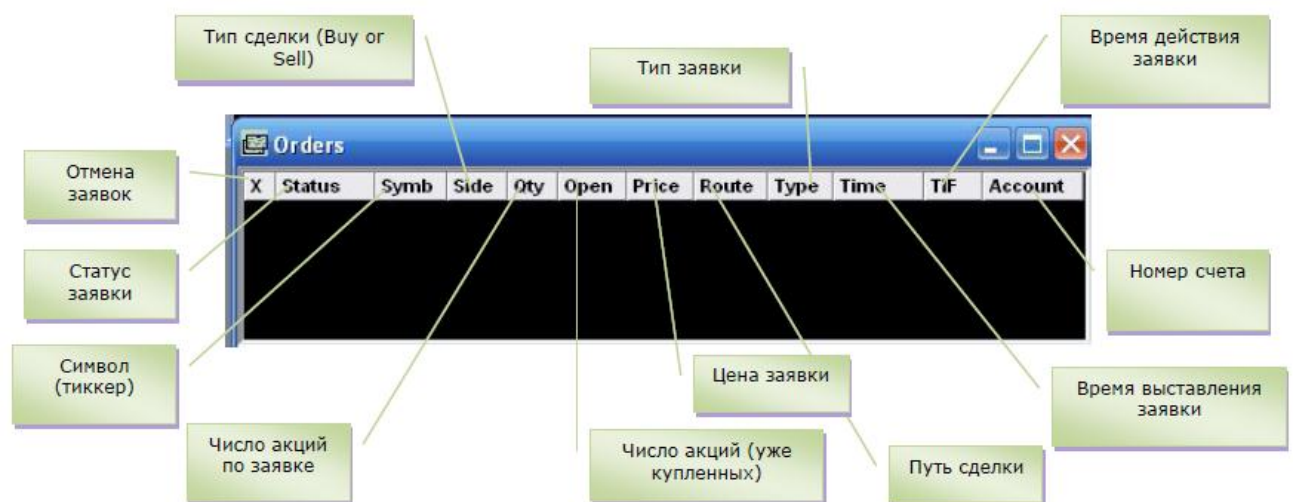 Тип сделки (Buy or
Sell)
Тип заявки
Время действия
заявки
Orders
Отмена
заявок
X Status Symb Side Qty Open Price Route Type Time TiF Account
Статус
заявки
Номер счета
Символ
(тиккер)
Цена заявки
Время выставления
заявки
Число акций
по заявке
Число акций (уже
купленных)
Путь сделки